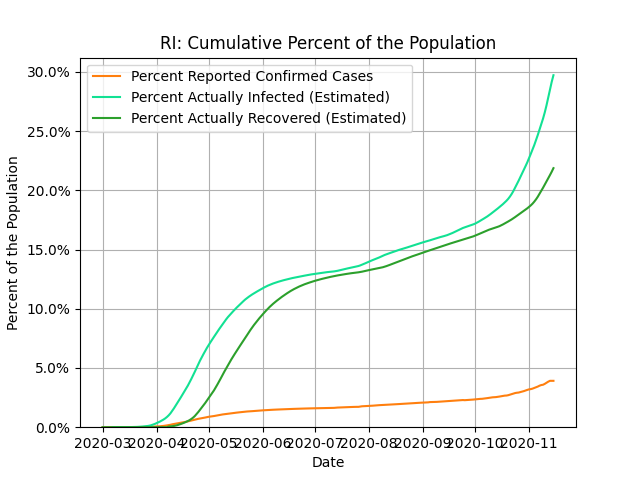 RI: Cumulative Percent of the Population
Percent Reported Confirmed Cases
Percent Actually Infected (Estimated)
Percent Actually Recovered (Estimated)
Percent of the Population
30.0%
25.0%
20.0%
15.0%
10.0%
5.0%
0.0%
2020-03 2020-04 2020-05 2020-06 2020-07 2020-08 2020-09 2020-10 2020-11
Date